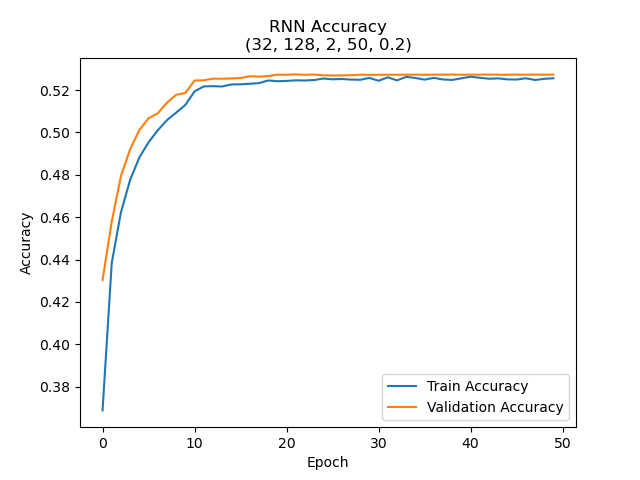 RNN Accuracy
(32, 128, 2, 50, 0.2)
Accuracy
0.52
0.50
0.48
0.46
0.44
0.42
0.40
0.38
Train Accuracy
Validation Accuracy
0 10 20 30 40 50
Epoch